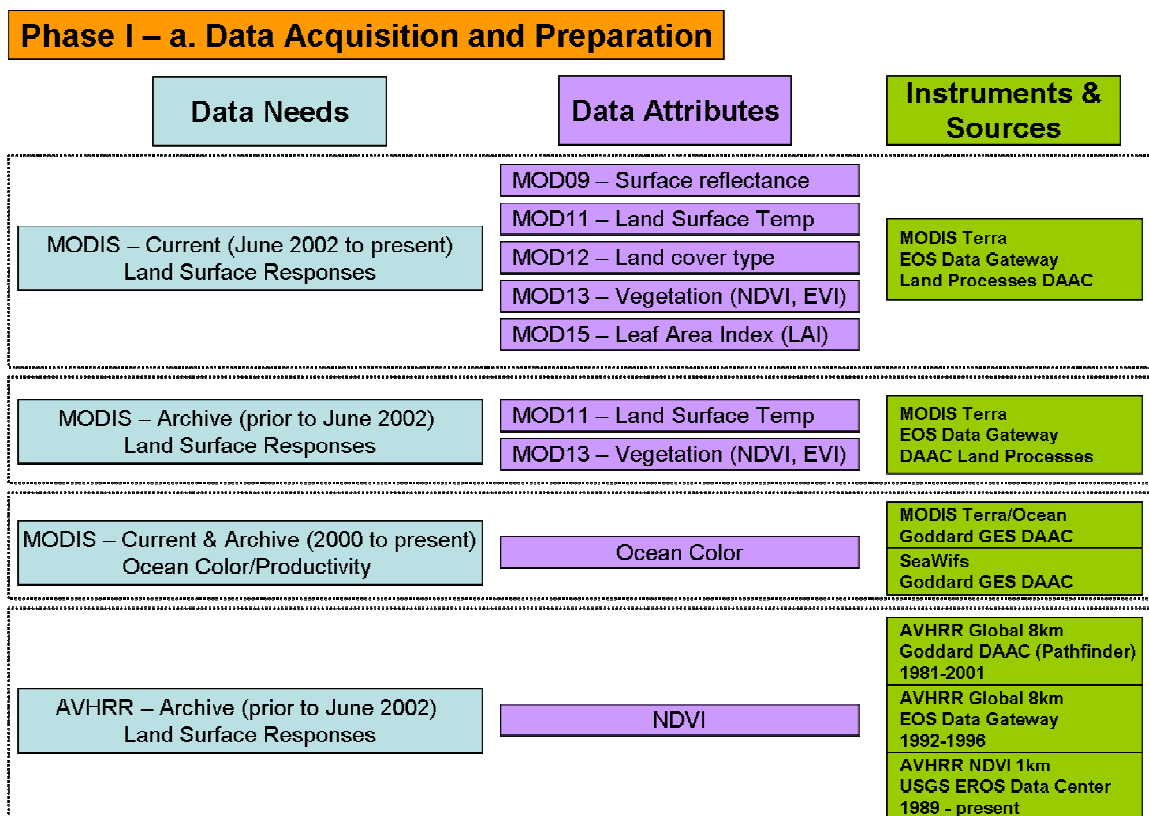 Phase I – a. Data Acquisition and Preparation
Data Needs
Data Attributes
Instruments &
Sources
MODIS – Current (June 2002 to present)
Land Surface Responses
MOD09 – Surface reflectance
MOD11 – Land Surface Temp
MOD12 – Land cover type
MOD13 – Vegetation (NDVI, EVI)
MOD15 – Leaf Area Index (LAI)
MODIS Terra
EOS Data Gateway
Land Processes DAAC
MODIS – Archive (prior to June 2002)
Land Surface Responses
MOD11 – Land Surface Temp
MOD13 – Vegetation (NDVI, EVI)
MODIS Terra
EOS Data Gateway
DAAC Land Processes
MODIS – Current & Archive (2000 to present)
Ocean Color/Productivity
Ocean Color
MODIS Terra/Ocean
Goddard GES DAAC
SeaWifs
Goddard GES DAAC
AVHRR – Archive (prior to June 2002)
Land Surface Responses
NDVI
AVHRR Global 8km
Goddard DAAC (Pathfinder)
1981-2001
AVHRR Global 8km
EOS Data Gateway
1992-1996
AVHRR NDVI 1km
USGS EROS Data Center
1989 - present